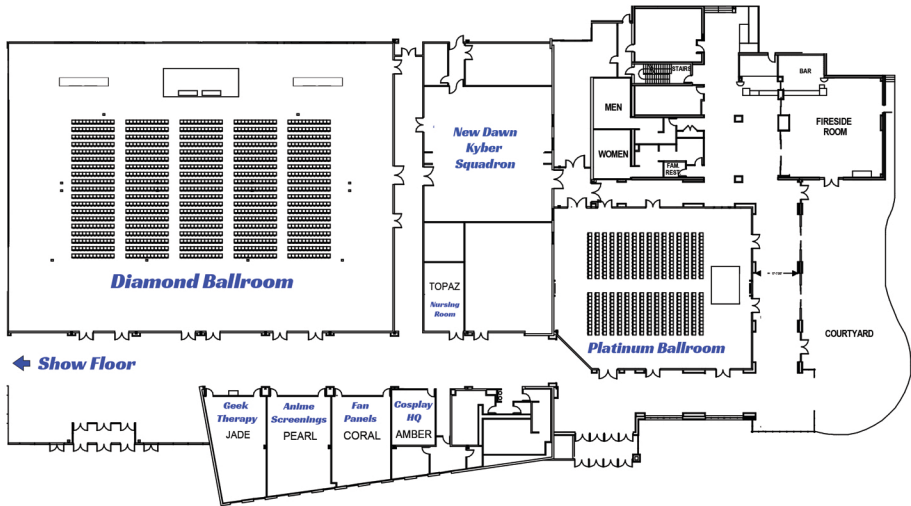 STAIRS
BAR
MEN
FIRESIDE
ROOM
New Dawn
Kyber
Squadron
WOMEN
FAM.
REST
Diamond Ballroom
TOPAZ
Nursing
Room
Platinum Ballroom
COURTYARD
Show Floor
Geek
Therapy
JADE
Anime
Screenings
PEARL
Fan
Panels
CORAL
Cosplay
HQ
AMBER